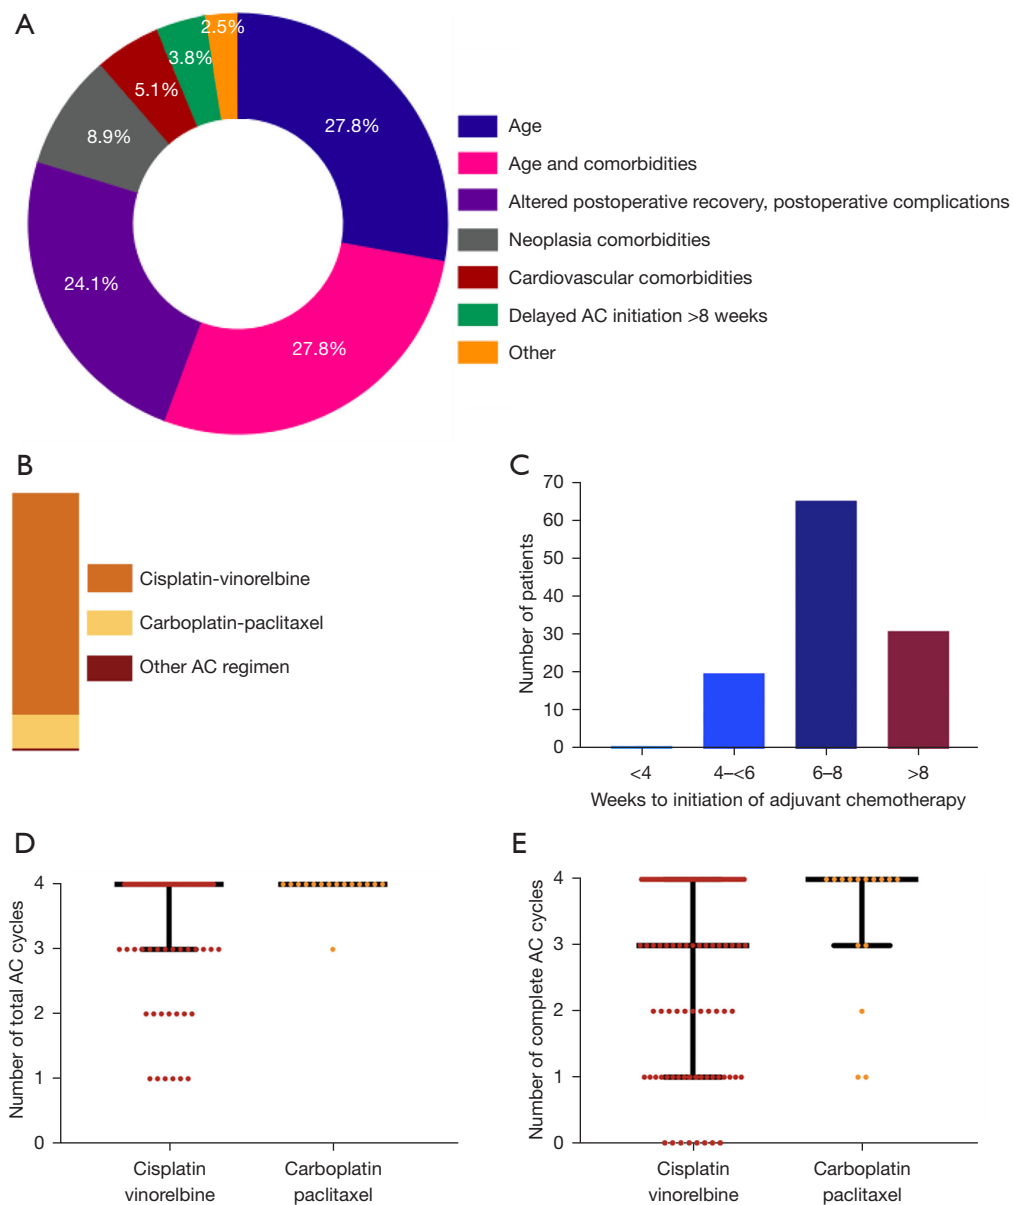 A
2.5%
3.8%
5.1%
8.9%
27.8%
24.1%
27.8%
Age
Age and comorbidities
Altered postoperative recovery, postoperative complications
Neoplasia comorbidities
Cardiovascular comorbidities
Delayed AC initiation >8 weeks
Other
B
Cisplatin-vinorelbine
Carboplatin-paclitaxel
Other AC regimen
C
Number of patients
70
60
50
40
30
20
10
0
<4
4–<6
6–8
>8
Weeks to initiation of adjuvant chemotherapy
D
Number of total AC cycles
4
3
2
1
0
Cisplatin
vinorelbine
Carboplatin
paclitaxel
E
Number of complete AC cycles
4
3
2
1
0
Cisplatin
vinorelbine
Carboplatin
paclitaxel